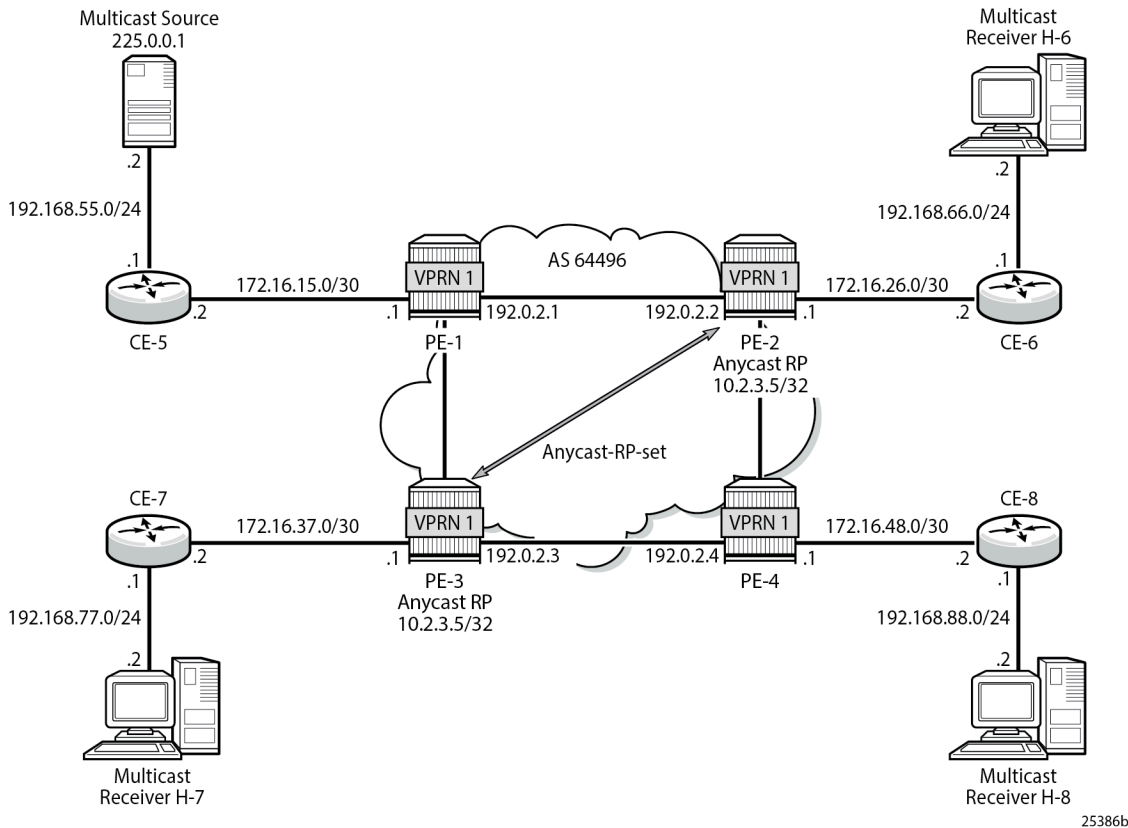 Multicast Source
225.0.0.1
Multicast
Receiver H-6
.2
.2
192.168.55.0/24
192.168.66.0/24
AS 64496
.1
.1
VPRN 1
VPRN 1
172.16.15.0/30
172.16.26.0/30
.2
.1
192.0.2.1
192.0.2.2
.1
.2
CE-5
PE-1
PE-2
CE-6
Anycast RP
10.2.3.5/32
Anycast-RP-set
CE-7
CE-8
VPRN 1
VPRN 1
172.16.37.0/30
172.16.48.0/30
.2
.1
192.0.2.3
192.0.2.4
.1
.2
.1
.1
PE-3
PE-4
Anycast RP
10.2.3.5/32
192.168.77.0/24
192.168.88.0/24
.2
.2
Multicast
Receiver H-7
Multicast
Receiver H-8
25386b